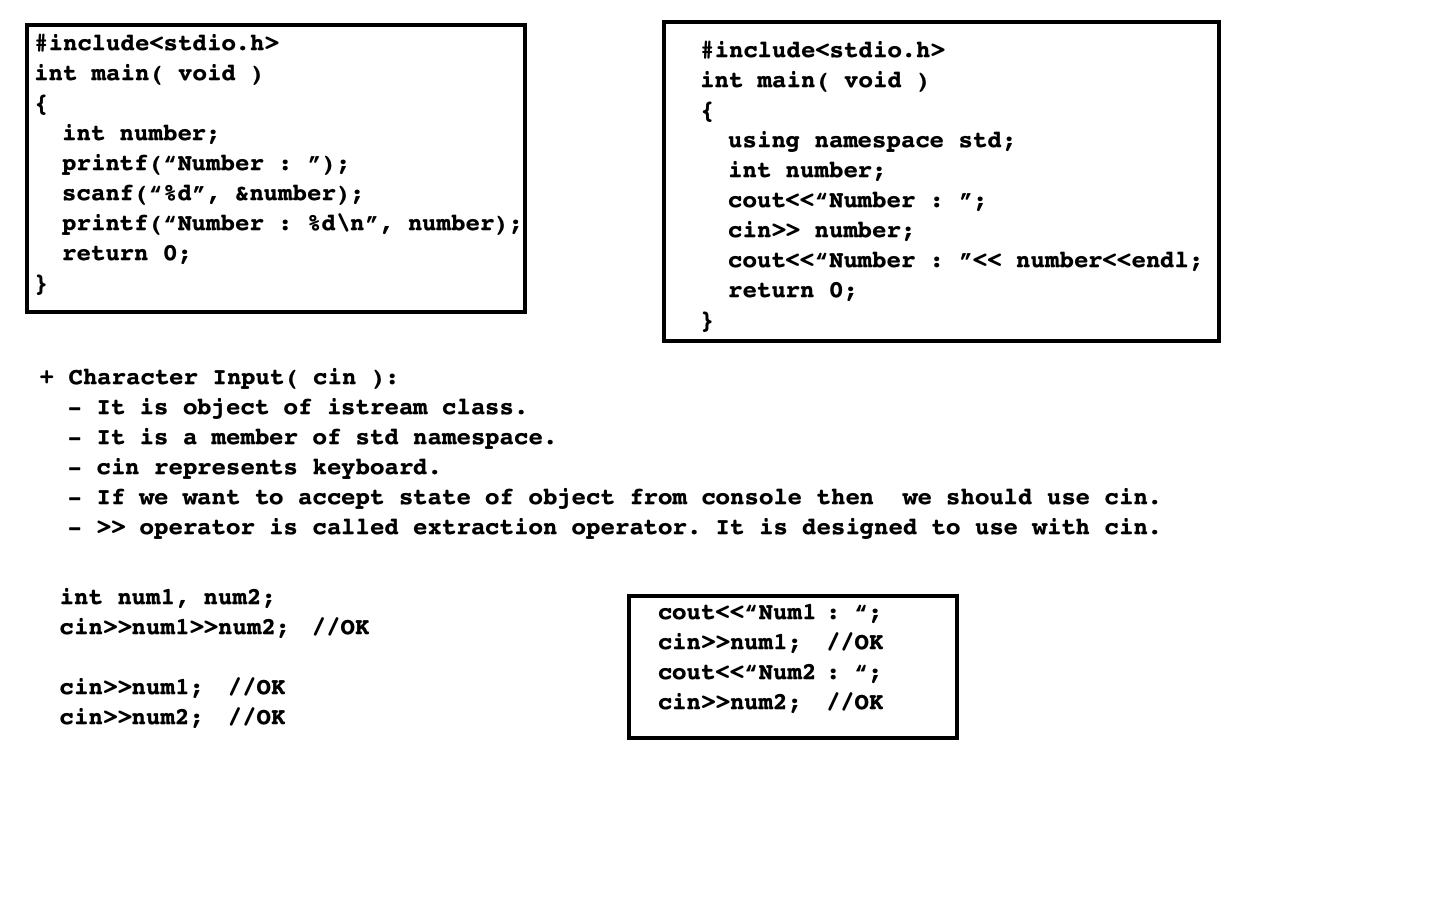 #include<stdio.h>
int main( void )
{
  int number;
  printf(“Number : ”);
  scanf(“%d”, &number);
  printf(“Number : %d\n”, number);
  return 0;
}
#include<stdio.h>
int main( void )
{
  using namespace std;
  int number;
  cout<<“Number : ”;
  cin>> number;
  cout<<“Number : ”<< number<<endl;
  return 0;
}
+ Character Input( cin ):
  - It is object of istream class.
  - It is a member of std namespace.
  - cin represents keyboard.
  - If we want to accept state of object from console then  we should use cin.
  - >> operator is called extraction operator. It is designed to use with cin.
int num1, num2;
cin>>num1>>num2;  //OK
cin>>num1;  //OK
cin>>num2;  //OK
cout<<“Num1 : “;
cin>>num1;  //OK
cout<<“Num2 : “;
cin>>num2;  //OK